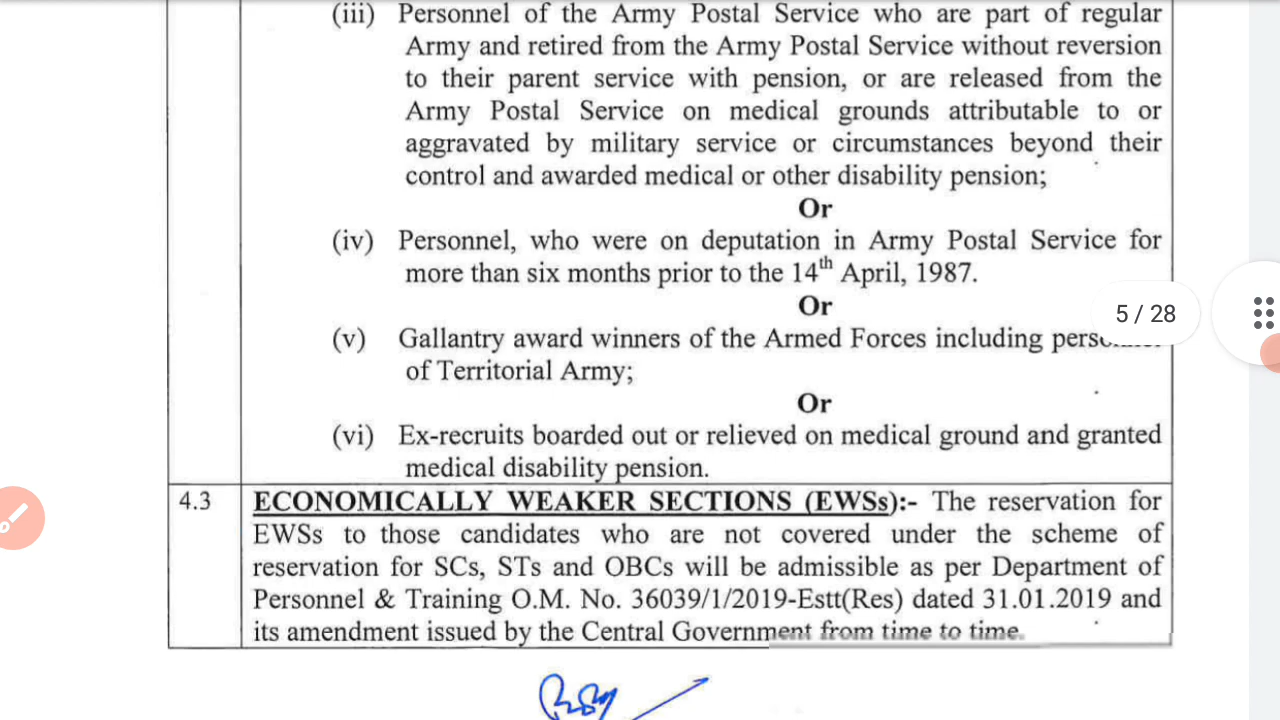 (iii) Personnel of the Army Postal Service who are part of regular
Army and retired from the Army Postal Service without reversion
to their parent service with pension, or are released from the
Army Postal Service on medical grounds attributable to or
aggravated by military service or circumstances beyond their
control and awarded medical or other disability pension;
Or
(iv) Personnel, who were on deputation in Army Postal Service for
more than six months prior to the 14th April, 1987.
Or
5 / 28
(v) Gallantry award winners of the Armed Forces including
of Territorial Army;
Or
(vi) Ex-recruits boarded out or relieved on medical ground and granted
medical disability pension.
4.3 ECONOMICALLY WEAKER SECTIONS (EWSs):- The reservation for
EWSs to those candidates who are not covered under the scheme of
reservation for SCs, STs and OBCs will be admissible as per Department of
Personnel & Training O.M. No. 36039/1/2019-Estt(Res) dated 31.01.2019 and
its amendment issued by the Central Government from time to time.